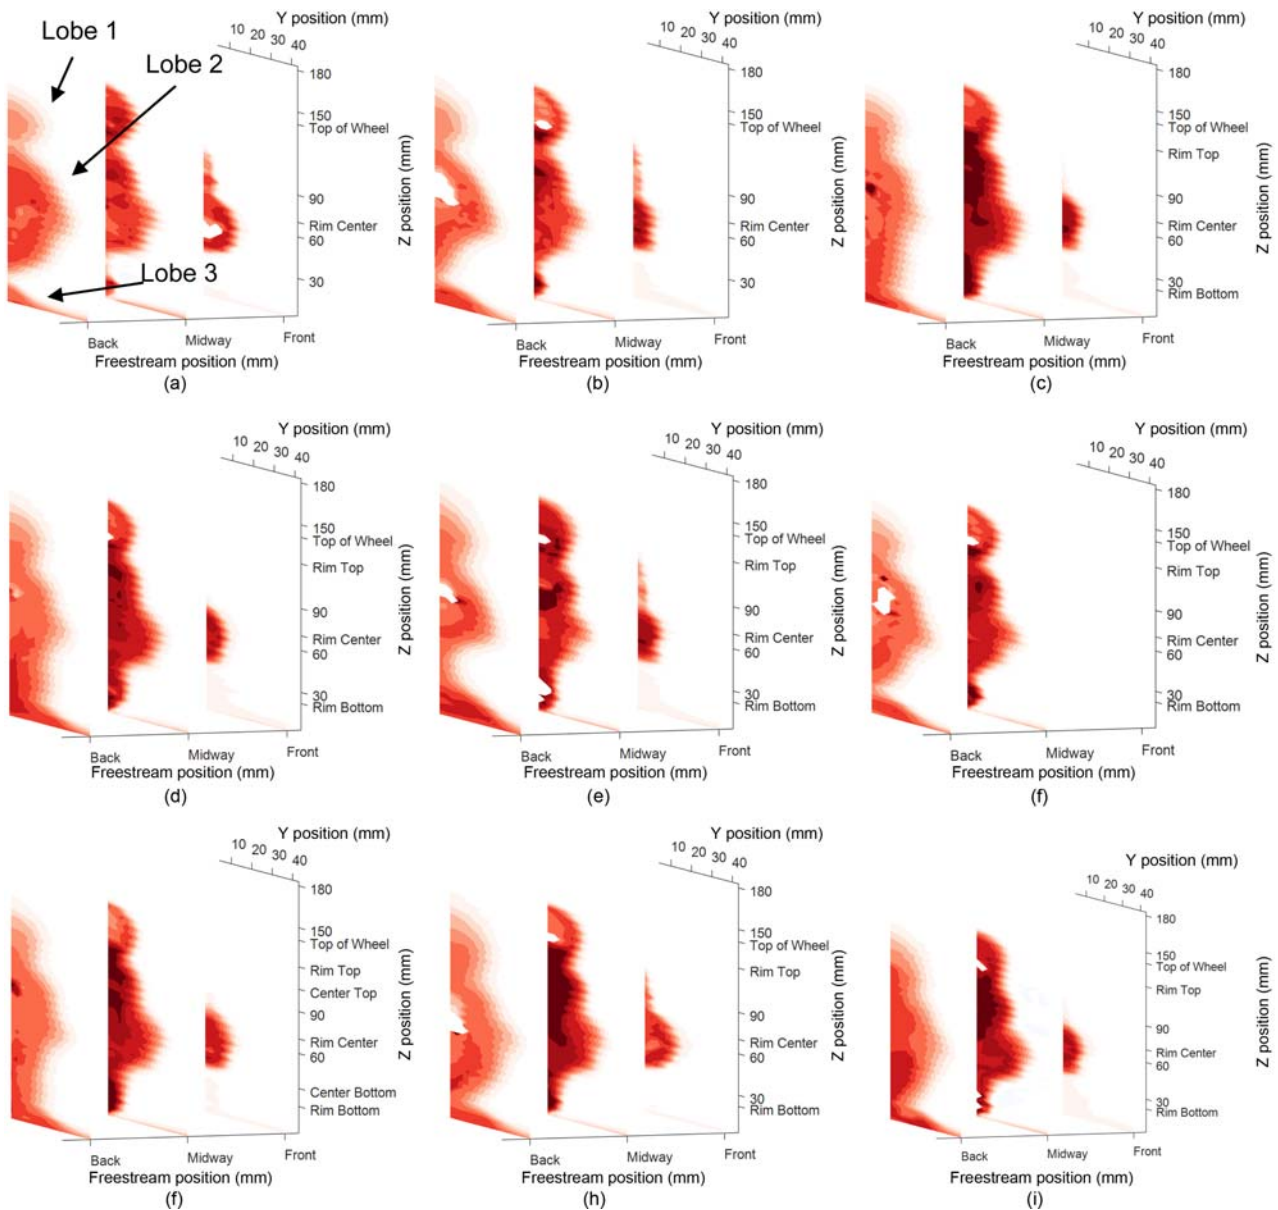 Y position (mm)
10 20 30 40
Lobe 1
Lobe 2
Lobe 3
180
150
Top of Wheel
90
Rim Center
60
30
Z position (mm)
Back
Midway
Front
Freestream position (mm)
(a)
Y position (mm)
10 20 30 40
180
150
Top of Wheel
90
Rim Center
60
30
Z position (mm)
Back
Midway
Front
Freestream position (mm)
(b)
Y position (mm)
10 20 30 40
180
150
Top of Wheel
Rim Top
90
Rim Center
60
30
Rim Bottom
Z position (mm)
Back
Midway
Front
Freestream position (mm)
(c)
Y position (mm)
10 20 30 40
180
150
Top of Wheel
Rim Top
90
Rim Center
60
30
Rim Bottom
Z position (mm)
Back
Midway
Front
Freestream position (mm)
(d)
Y position (mm)
10 20 30 40
180
150
Top of Wheel
Rim Top
90
Rim Center
60
30
Rim Bottom
Z position (mm)
Back
Midway
Front
Freestream position (mm)
(e)
Y position (mm)
10 20 30 40
180
150
Top of Wheel
Rim Top
90
Rim Center
60
30
Rim Bottom
Z position (mm)
Back
Midway
Front
Freestream position (mm)
(f)
Y position (mm)
10 20 30 40
180
150
Top of Wheel
Rim Top
Center Top
90
Rim Center
60
Center Bottom
Rim Bottom
Z position (mm)
Back
Midway
Front
Freestream position (mm)
(f)
Y position (mm)
10 20 30 40
180
150
Top of Wheel
Rim Top
90
Rim Center
60
30
Rim Bottom
Z position (mm)
Back
Midway
Front
Freestream position (mm)
(h)
Y position (mm)
10 20 30 40
180
150
Top of Wheel
Rim Top
90
Rim Center
60
30
Rim Bottom
Z position (mm)
Back
Midway
Front
Freestream position (mm)
(i)